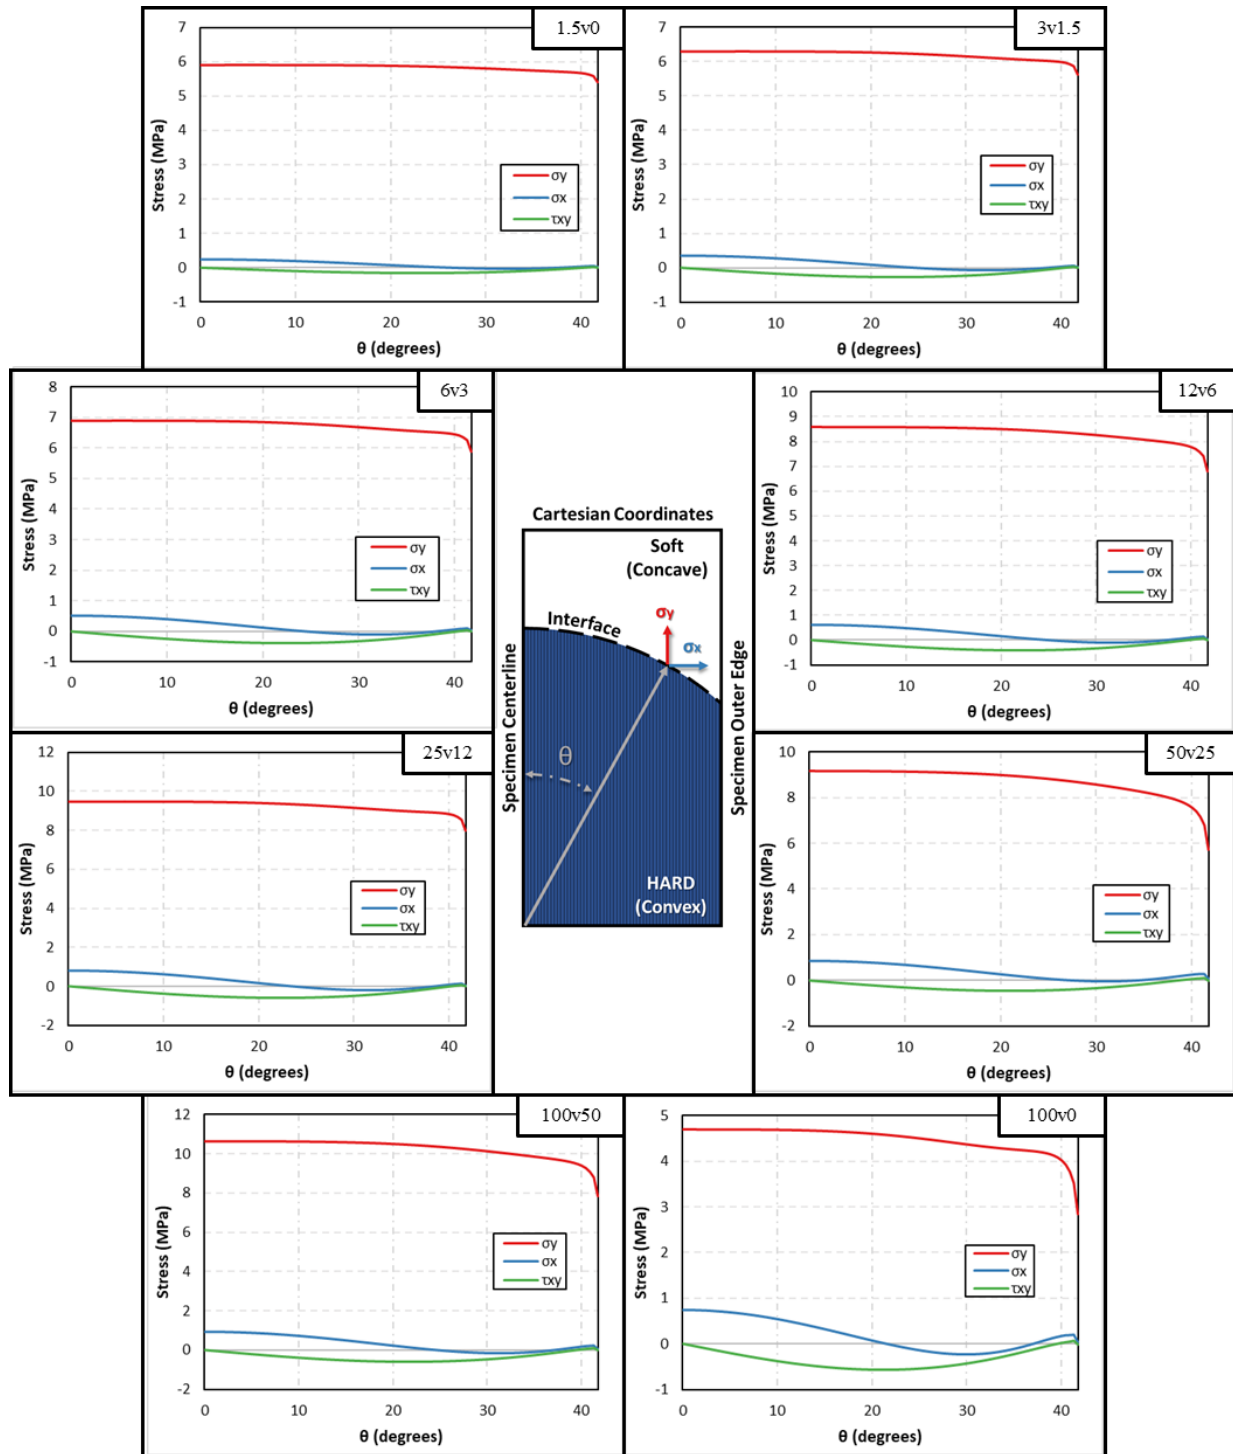 1.5v0
7
6
5
4
3
2
1
0
-1
Stress (MPa)
σy
σx
τxy
0 10 20 30 40
θ (degrees)
3v1.5
7
6
5
4
3
2
1
0
-1
Stress (MPa)
σy
σx
τxy
0 10 20 30 40
θ (degrees)
6v3
8
7
6
5
4
3
2
1
0
-1
Stress (MPa)
σy
σx
τxy
0 10 20 30 40
θ (degrees)
Cartesian Coordinates
Soft
(Concave)
Interface
σy
σx
Specimen Centerline
Specimen Outer Edge
θ
HARD
(Convex)
12v6
10
9
8
7
6
5
4
3
2
1
0
-1
Stress (MPa)
σy
σx
τxy
0 10 20 30 40
θ (degrees)
25v12
12
10
8
6
4
2
0
-2
Stress (MPa)
σy
σx
τxy
0 10 20 30 40
θ (degrees)
50v25
10
8
6
4
2
0
-2
Stress (MPa)
σy
σx
τxy
0 10 20 30 40
θ (degrees)
100v50
12
10
8
6
4
2
0
-2
Stress (MPa)
σy
σx
τxy
0 10 20 30 40
θ (degrees)
100v0
5
4
3
2
1
0
-1
Stress (MPa)
σy
σx
τxy
0 10 20 30 40
θ (degrees)